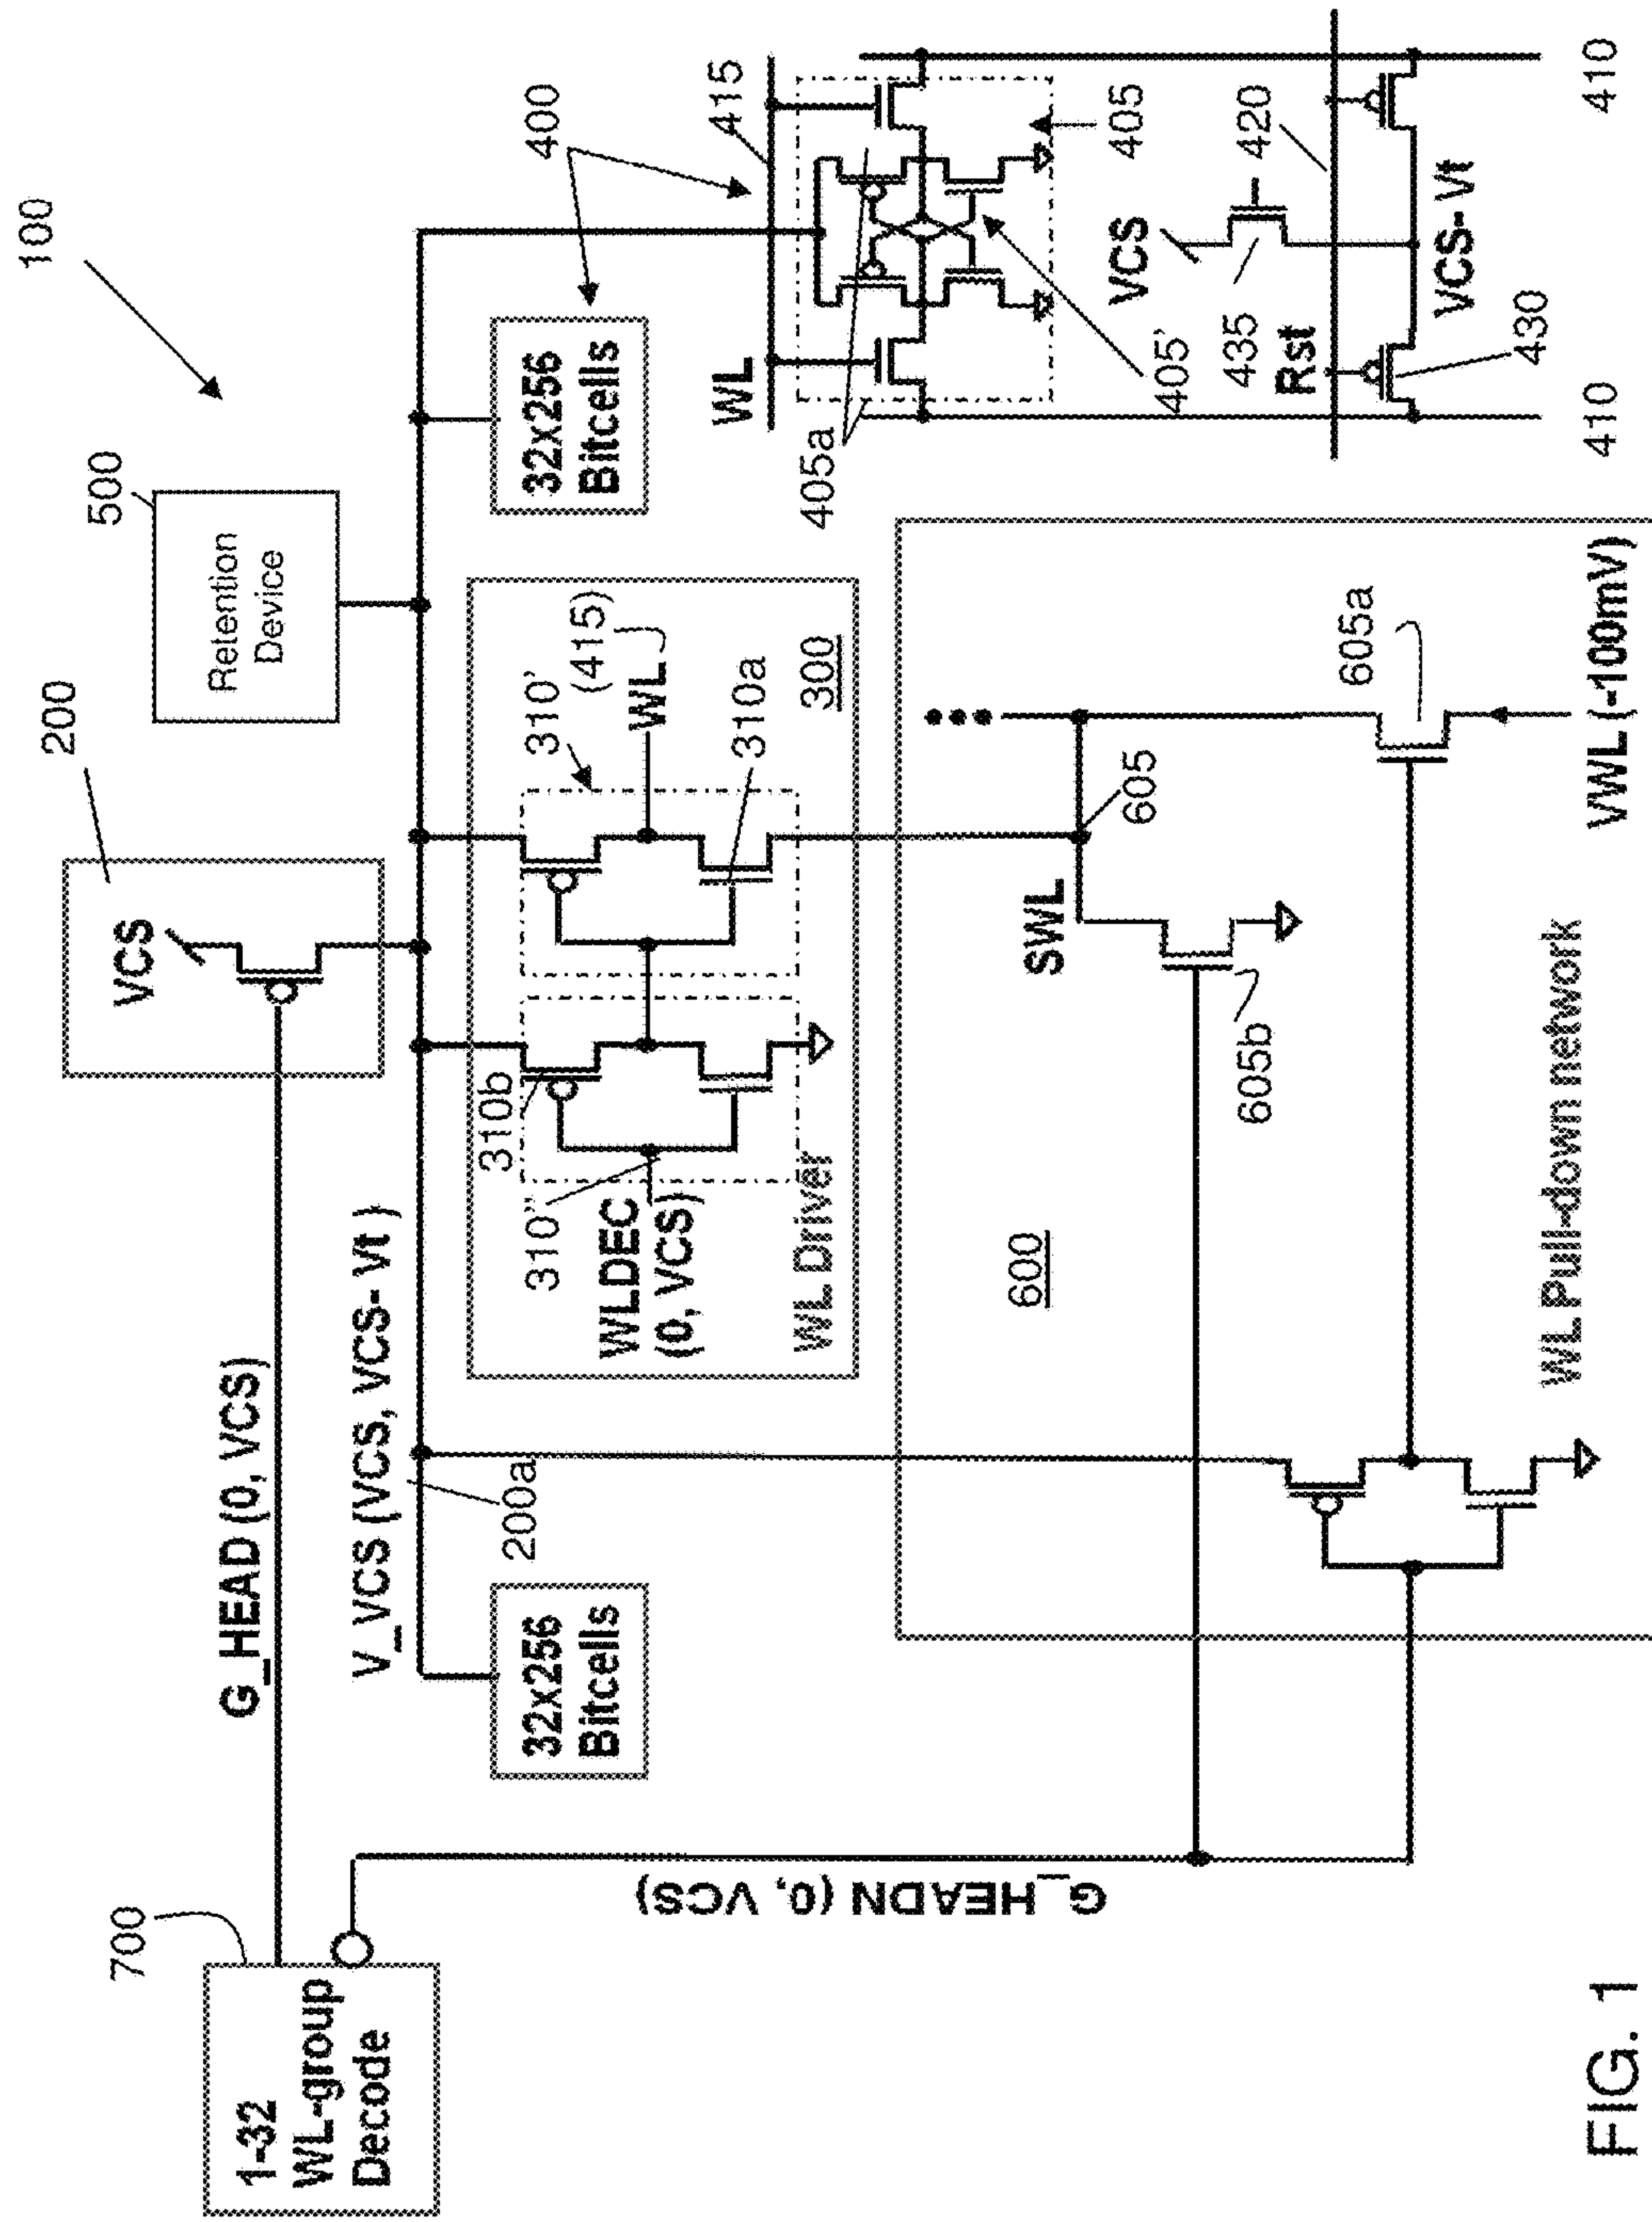 100
200
500
Retention
Device
VCS
G_HEAD (0, VCS)
V_VCS (VCS, VCS-Vt)
200a
700
1-32
WL-group
Decode
G_HEADN (0, VCS)
32x256
Bitcells
32x256
Bitcells
400
415
WL
405a
405
405'
VCS
435
420
Rst
VCS-Vt
430
410
410
310'
(415)
WL
310a
300
310b
310"
WLDEC
(0, VCS)
WL Driver
600
SWL
605
605b
605a
VWL (-100mV)
WL Pull-down network
FIG. 1